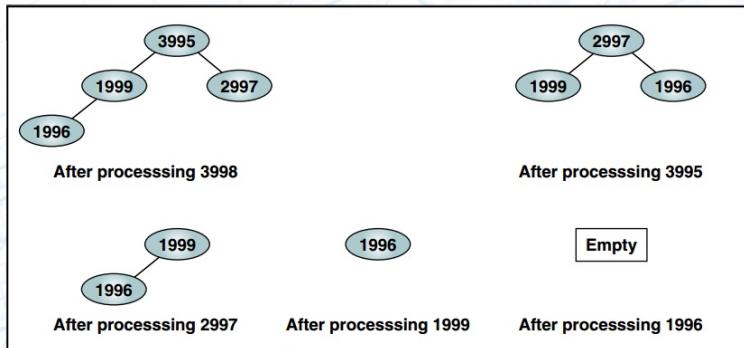 3995
1999
2997
1996
After processsing 3998
2997
1999
1996
After processsing 3995
1999
1996
After processsing 2997
1996
After processsing 1999
Empty
After processsing 1996